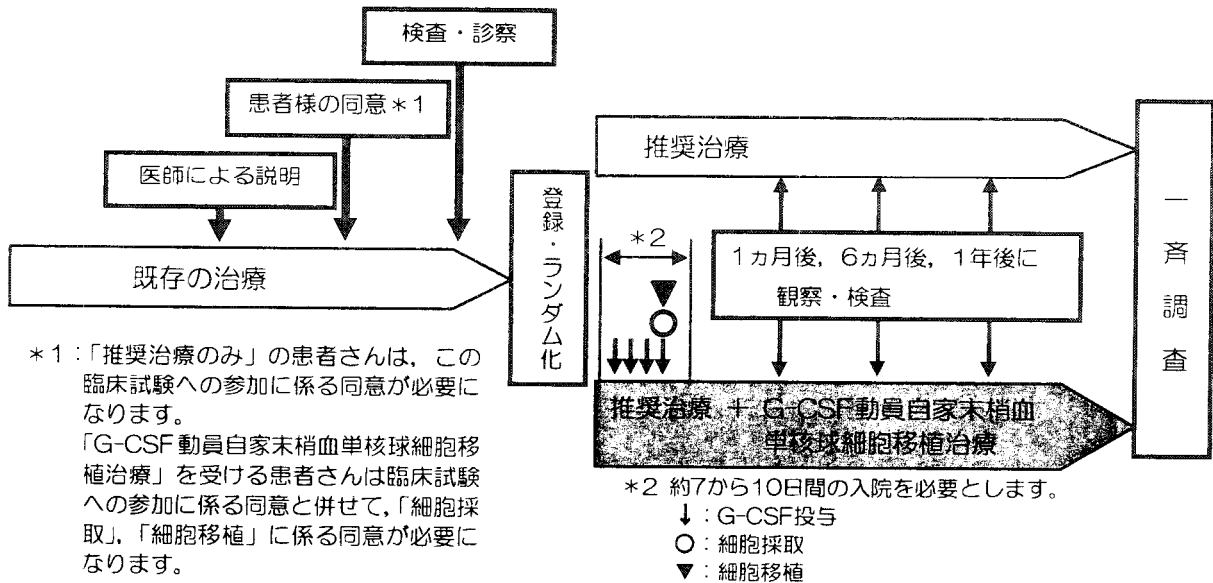 検査・診察
患者様の同意＊1
医師による説明
既存の治療
登録・ランダム化
推奨治療
＊2
1ヵ月後，6ヵ月後，1年後に
観察・検査
推奨治療 ＋ G-CSF動員自家末梢血
単核球細胞移植治療
一斉調査
＊1：「推奨治療のみ」の患者さんは，この
臨床試験への参加に係る同意が必要に
なります。
「G-CSF動員自家末梢血単核球細胞移
植治療」を受ける患者さんは臨床試験
への参加に係る同意と併せて，「細胞採
取」，「細胞移植」に係る同意が必要に
なります。
＊2 約7から10日間の入院を必要とします。
↓：G-CSF投与
○：細胞採取
▼：細胞移植